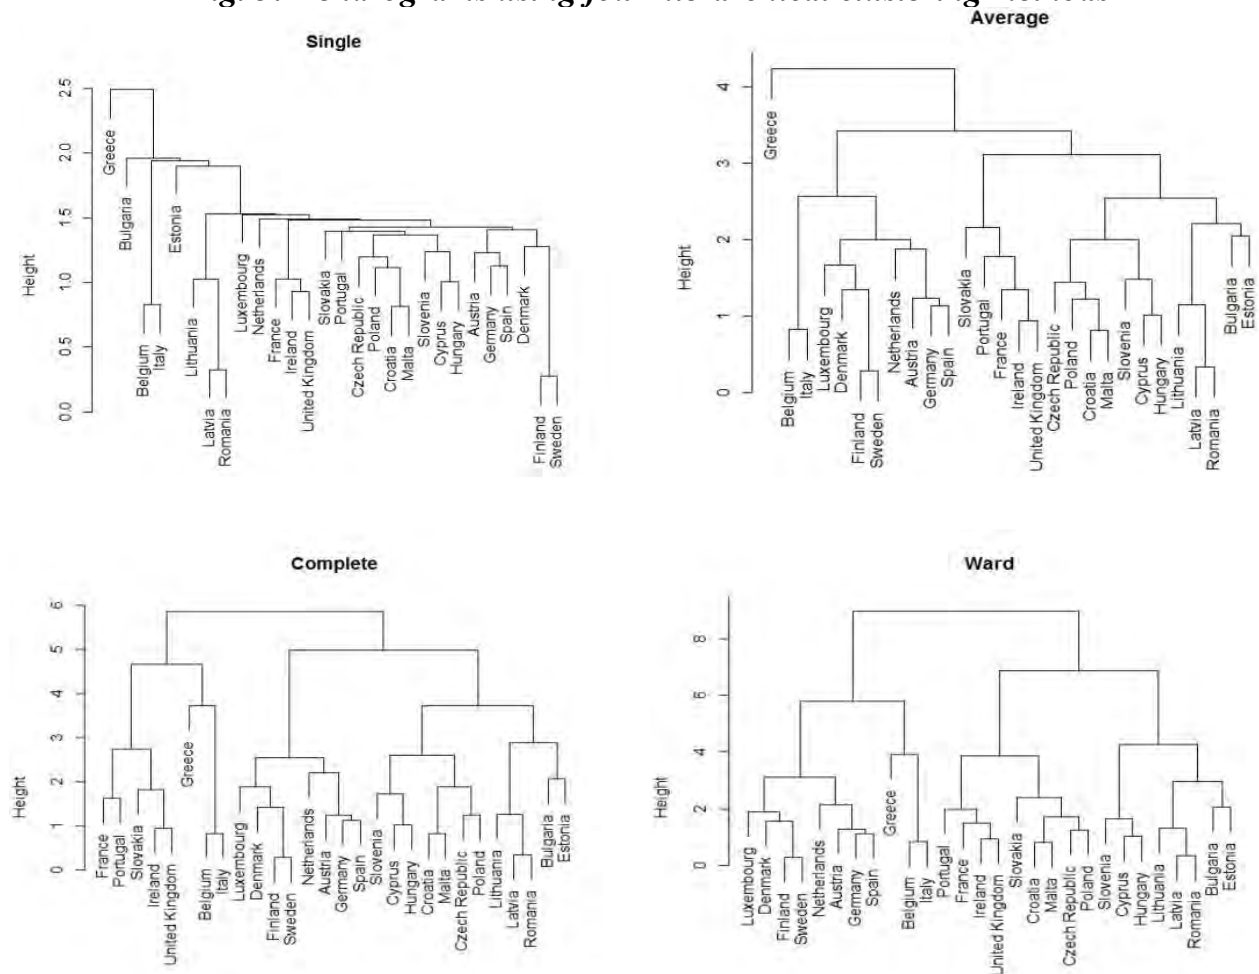 Single
Height
2.5
2.0
1.5
1.0
0.5
0.0
Greece
Bulgaria
Belgium
Italy
Estonia
Lithuania
Latvia
Romania
Luxembourg
Netherlands
France
Ireland
United Kingdom
Slovakia
Portugal
Czech Republic
Poland
Croatia
Malta
Slovenia
Cyprus
Hungary
Austria
Germany
Spain
Denmark
Finland
Sweden
Average
Height
4
3
2
1
0
Greece
Belgium
Italy
Luxembourg
Denmark
Finland
Sweden
Netherlands
Austria
Germany
Spain
Slovakia
Portugal
France
Ireland
United Kingdom
Czech Republic
Poland
Croatia
Malta
Slovenia
Cyprus
Hungary
Lithuania
Latvia
Romania
Bulgaria
Estonia
Complete
Height
6
5
4
3
2
1
0
France
Portugal
Slovakia
Ireland
United Kingdom
Greece
Belgium
Italy
Luxembourg
Denmark
Finland
Sweden
Netherlands
Austria
Germany
Spain
Slovenia
Cyprus
Hungary
Croatia
Malta
Czech Republic
Poland
Lithuania
Latvia
Romania
Bulgaria
Estonia
Ward
Height
8
6
4
2
0
Luxembourg
Denmark
Finland
Sweden
Netherlands
Austria
Germany
Spain
Greece
Belgium
Italy
Portugal
France
Ireland
United Kingdom
Slovakia
Croatia
Malta
Czech Republic
Poland
Slovenia
Cyprus
Hungary
Lithuania
Latvia
Romania
Bulgaria
Estonia